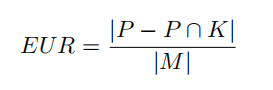 EUR = |P − P ∩ K| / |M|